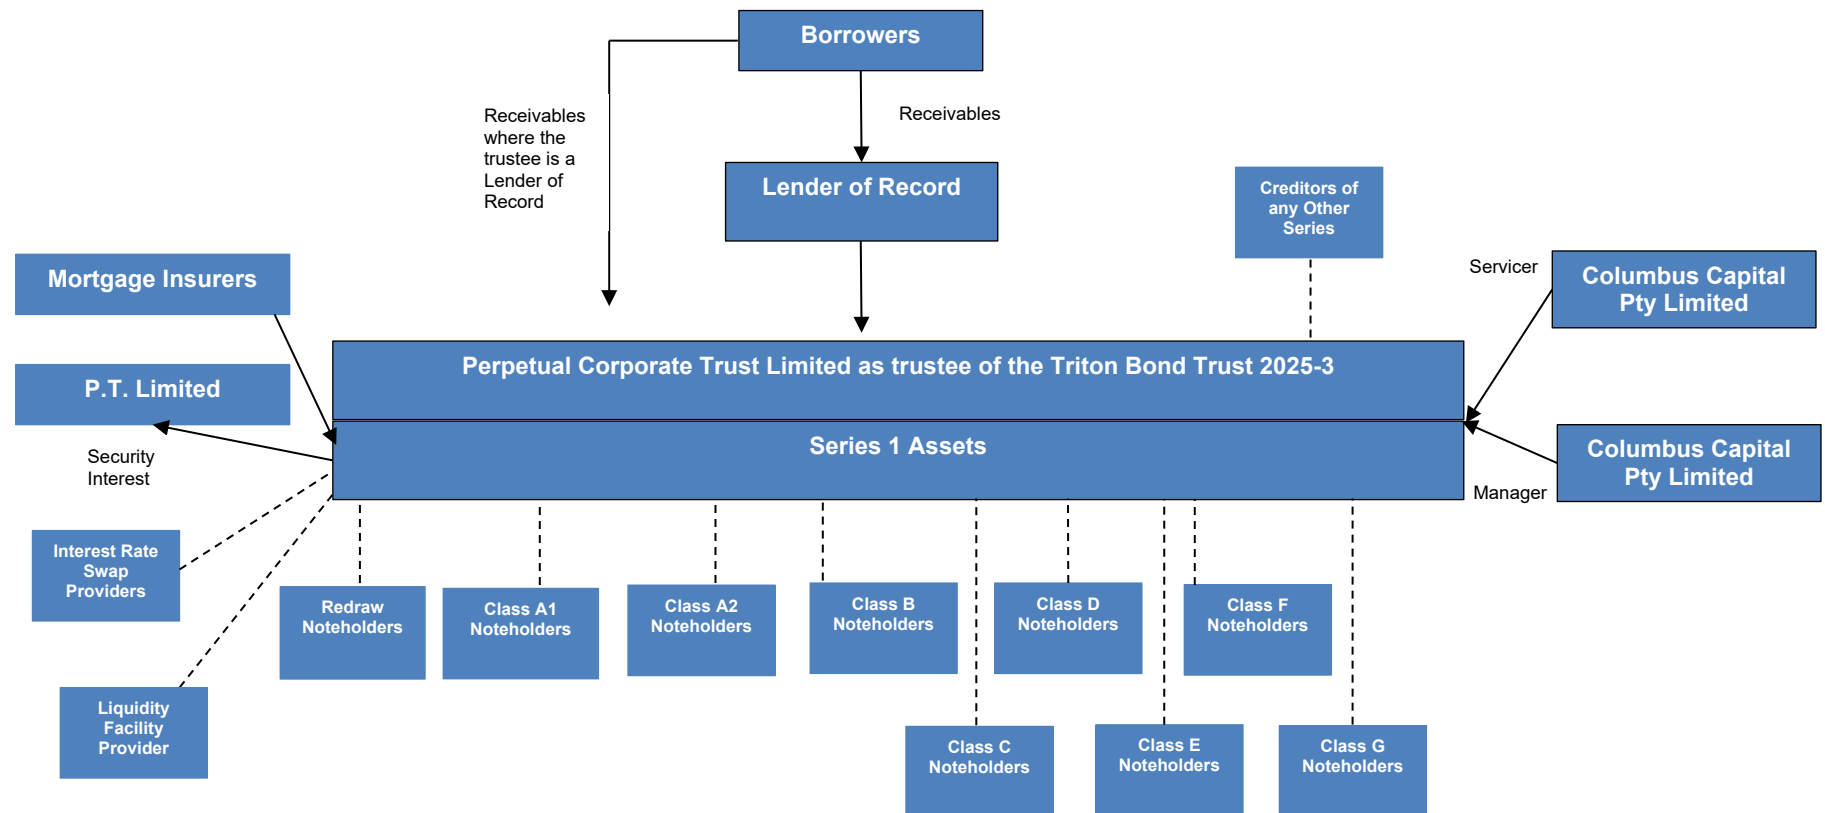 Borrowers
Receivables
where the
trustee is a
Lender of
Record
Receivables
Lender of Record
Creditors of
any Other
Series
Mortgage Insurers
Servicer
Columbus Capital
Pty Limited
P.T. Limited
Perpetual Corporate Trust Limited as trustee of the Triton Bond Trust 2025-3
Series 1 Assets
Security
Interest
Manager
Columbus Capital
Pty Limited
Interest Rate
Swap
Providers
Redraw
Noteholders
Class A1
Noteholders
Class A2
Noteholders
Class B
Noteholders
Class D
Noteholders
Class F
Noteholders
Liquidity
Facility
Provider
Class C
Noteholders
Class E
Noteholders
Class G
Noteholders